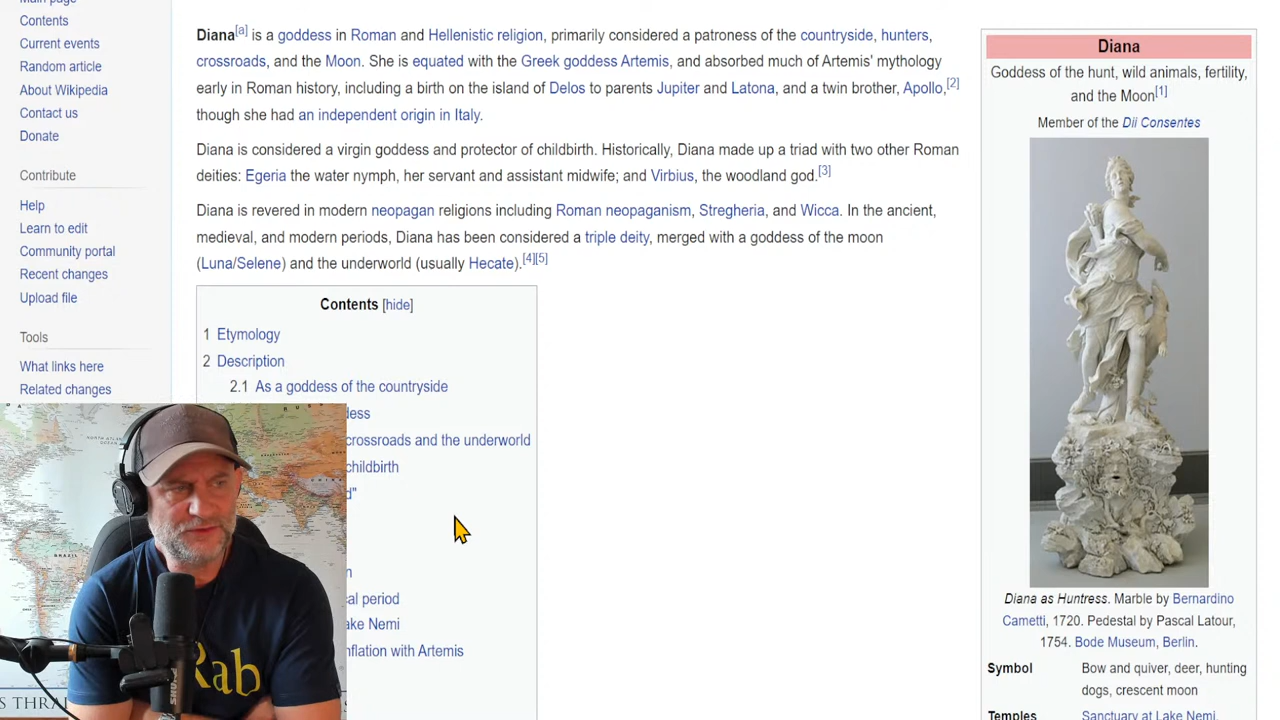 Main page
Contents
Current events
Random article
About Wikipedia
Contact us
Donate
Contribute
Help
Learn to edit
Community portal
Recent changes
Upload file
Tools
What links here
Related changes
Diana[a] is a goddess in Roman and Hellenistic religion, primarily considered a patroness of the countryside, hunters,
crossroads, and the Moon. She is equated with the Greek goddess Artemis, and absorbed much of Artemis' mythology
early in Roman history, including a birth on the island of Delos to parents Jupiter and Latona, and a twin brother, Apollo,[2]
though she had an independent origin in Italy.
Diana is considered a virgin goddess and protector of childbirth. Historically, Diana made up a triad with two other Roman
deities: Egeria the water nymph, her servant and assistant midwife; and Virbius, the woodland god.[3]
Diana is revered in modern neopagan religions including Roman neopaganism, Stregheria, and Wicca. In the ancient,
medieval, and modern periods, Diana has been considered a triple deity, merged with a goddess of the moon
(Luna/Selene) and the underworld (usually Hecate).[4][5]
Contents [hide]
1 Etymology
2 Description
2.1 As a goddess of the countryside
crossroads and the underworld
childbirth
Lake Nemi
with Artemis
Diana
Goddess of the hunt, wild animals, fertility,
and the Moon[1]
Member of the Dii Consentes
Diana as Huntress. Marble by Bernardino
Cametti, 1720. Pedestal by Pascal Latour,
1754. Bode Museum, Berlin.
Symbol Bow and quiver, deer, hunting
dogs, crescent moon
Temples Sanctuary at Lake Nemi,
BRAZIL
Rab